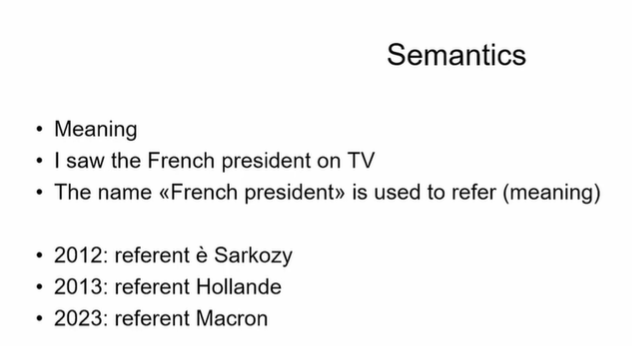 Semantics
• Meaning
• I saw the French president on TV
• The name «French president» is used to refer (meaning)
• 2012: referent è Sarkozy
• 2013: referent Hollande
• 2023: referent Macron